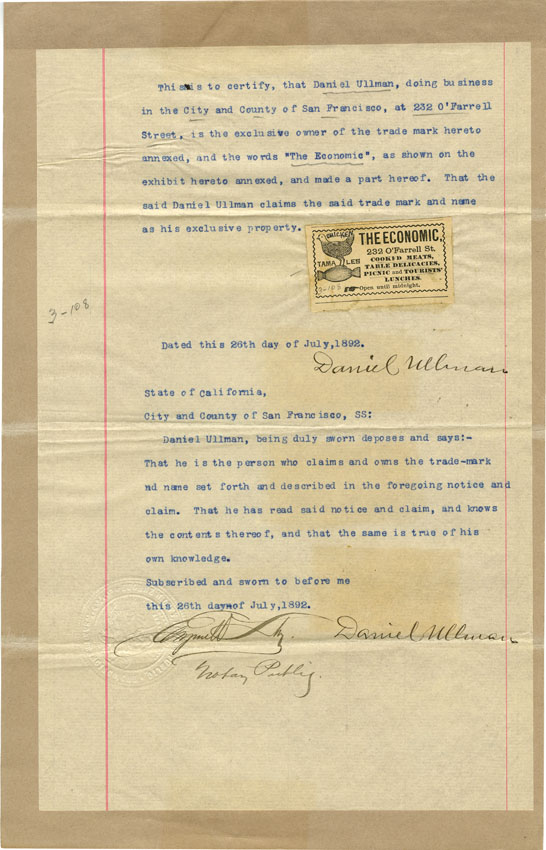 This is to certify, that Daniel Ullman, doing business
in the City and County of San Francisco, at 232 O'Farrell
Street, is the exclusive owner of the trade mark hereto
annexed, and the words "The Economic", as shown on the
exhibit hereto annexed, and made a part hereof. That the
said Daniel Ullman claims the said trade mark and name
as his exclusive property.
CHICKEN
TAMALES
THE ECONOMIC,
232 O'Farrell St.
COOKED MEATS,
TABLE DELICACIES,
PICNIC and TOURISTS'
LUNCHES.
Open until midnight.
3-108
3-108
Dated this 26th day of July,1892.
Daniel Ullman
State of California,
City and County of San Francisco, SS:
Daniel Ullman, being duly sworn deposes and says:-
That he is the person who claims and owns the trade-mark
nd name set forth and described in the foregoing notice and
claim. That he has read said notice and claim, and knows
the contents thereof, and that the same is true of his
own knowledge.
Subscribed and sworn to before me
this 26th day of July,1892.
Daniel Ullman
Notary Public.